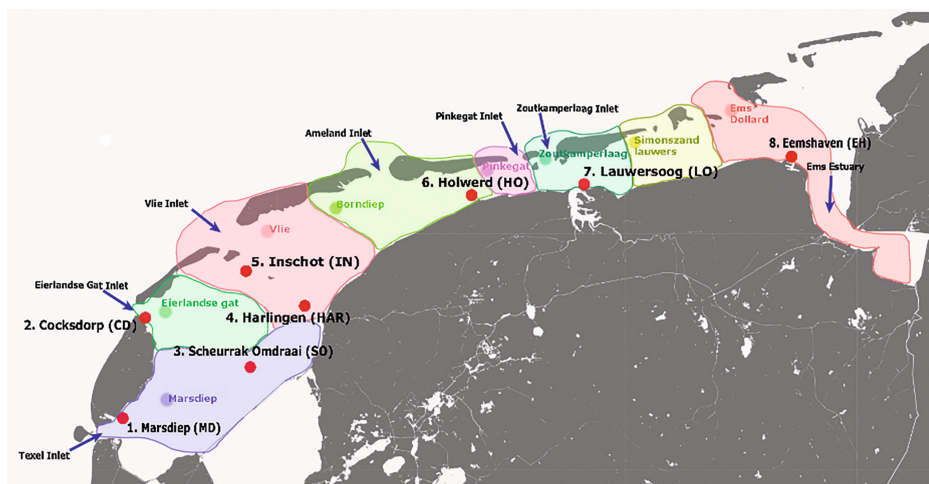 Zoutkamperlaag Inlet
Pinkegat Inlet
Ameland Inlet
Ems
Dollard
Simonszand
lauwers
8. Eemshaven (EH)
Ems Estuary
Zoutkamperlaag
Pinkegat
7. Lauwersoog (LO)
6. Holwerd (HO)
Borndiep
Vlie Inlet
Vlie
5. Inschot (IN)
Eierlandse Gat Inlet
Eierlandse gat
4. Harlingen (HAR)
2. Cocksdorp (CD)
3. Scheurrak Omdraai (SO)
Marsdiep
1. Marsdiep (MD)
Texel Inlet